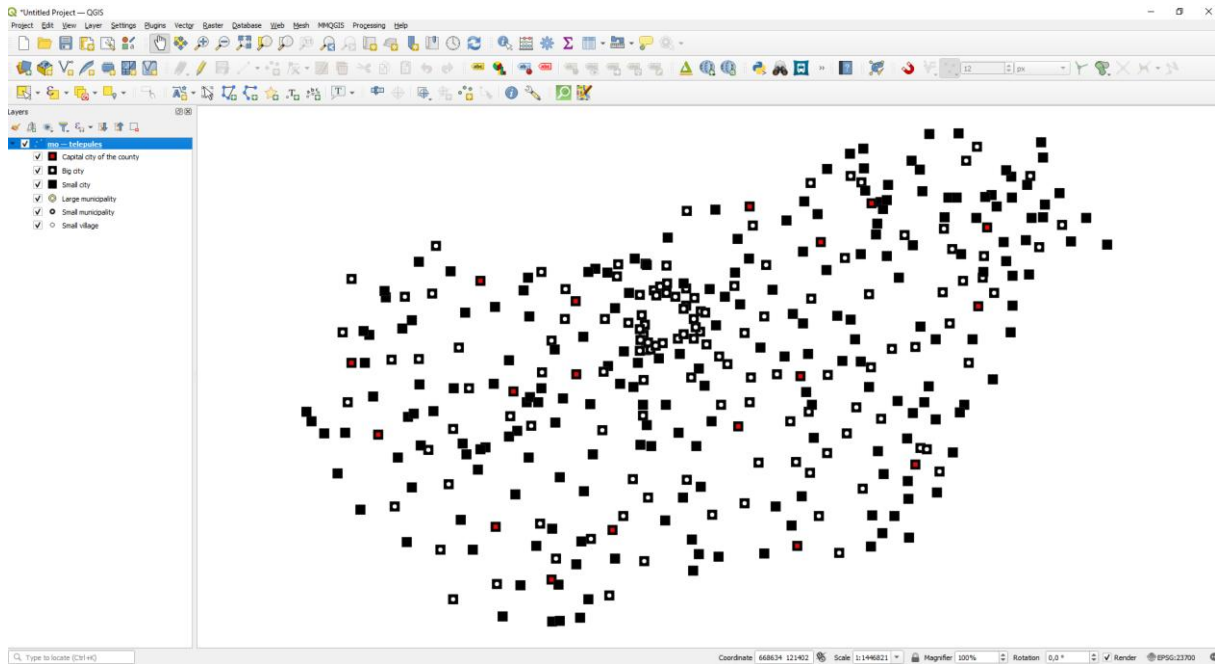 *Untitled Project — QGIS
Project Edit View Layer Settings Plugins Vector Raster Database Web Mesh MMQGIS Processing Help
12 px
Layers
mo — telepules
Capital city of the county
Big city
Small city
Large municipality
Small municipality
Small village
Type to locate (Ctrl+K)
Coordinate 668634 121402 Scale 1:1446821 Magnifier 100% Rotation 0,0 ° Render EPSG:23700